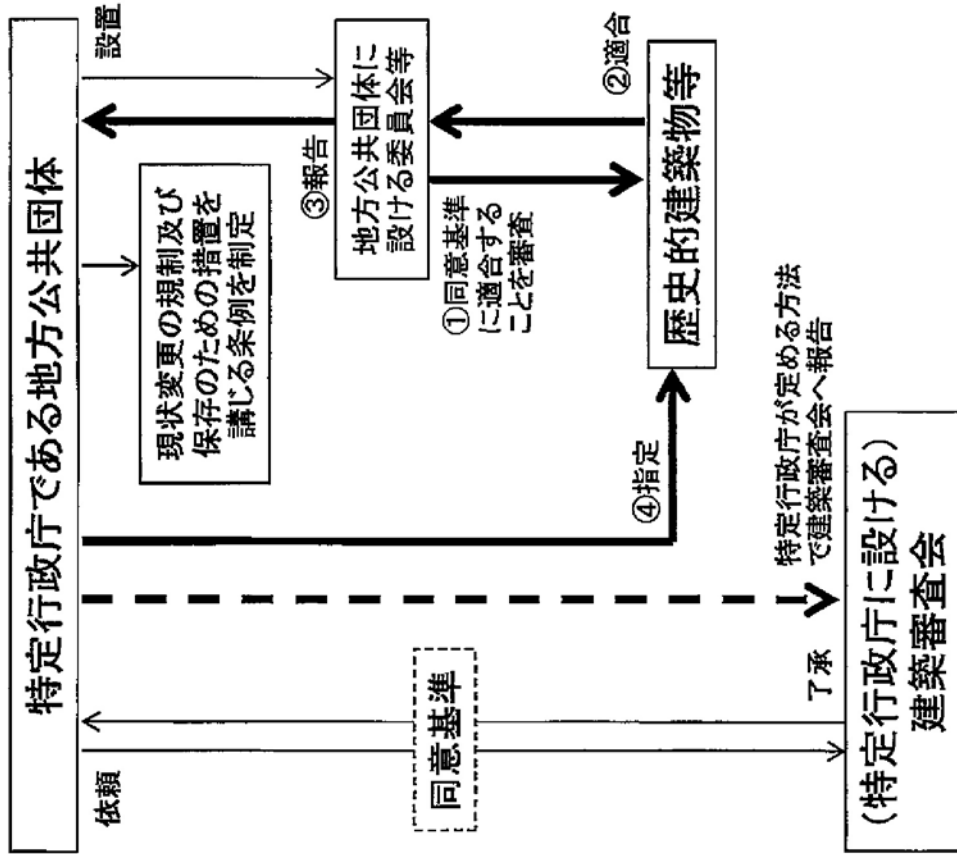 特定行政庁である地方公共団体
設置
現状変更の規制及び
保存のための措置を
講じる条例を制定
③報告
地方公共団体に
設ける委員会等
①同意基準
に適合する
ことを審査
②適合
歴史的建築物等
④指定
特定行政庁が定める方法
で建築審査会へ報告
依頼
同意基準
了承
(特定行政庁に設ける)
建築審査会